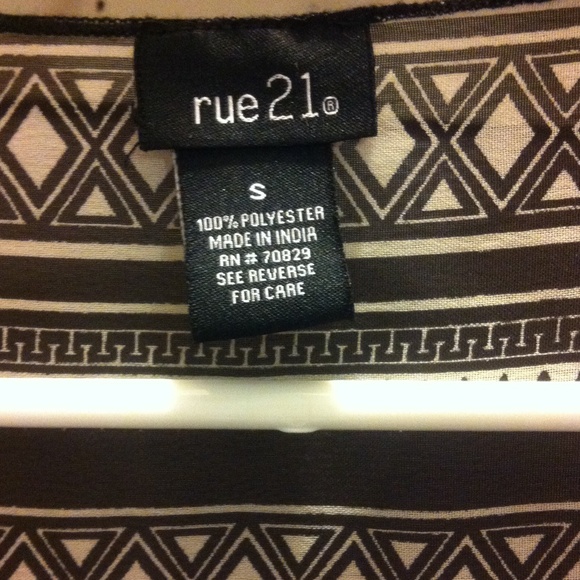 rue21®
S
100% POLYESTER
MADE IN INDIA
RN # 70829
SEE REVERSE
FOR CARE